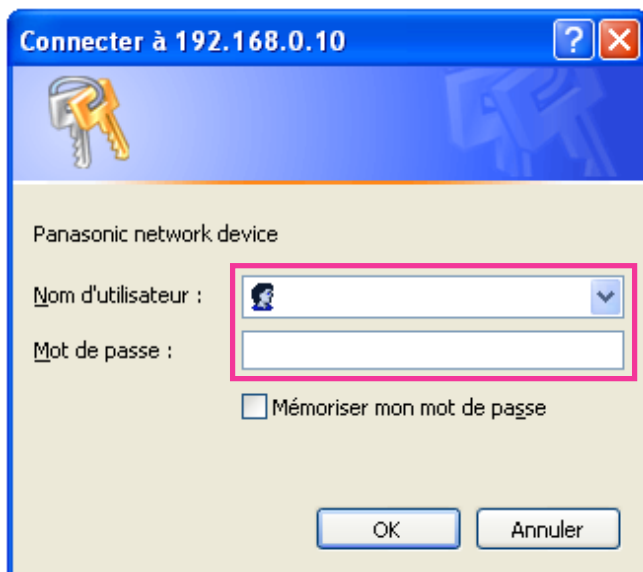 Connecter à 192.168.0.10
Panasonic network device
Nom d'utilisateur :
Mot de passe :
Mémoriser mon mot de passe
OK Annuler